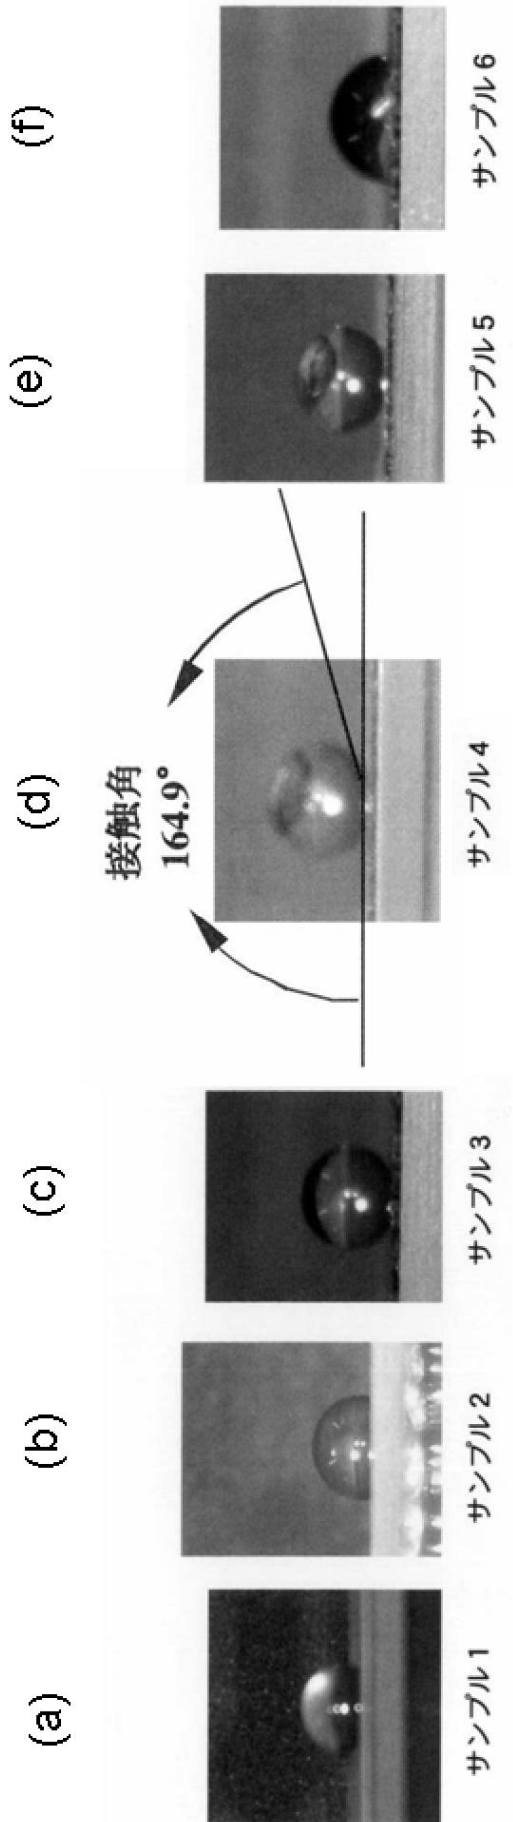 (a)
(b)
(c)
(d)
(e)
(f)
接触角
164.9°
サンプル1
サンプル2
サンプル3
サンプル4
サンプル5
サンプル6